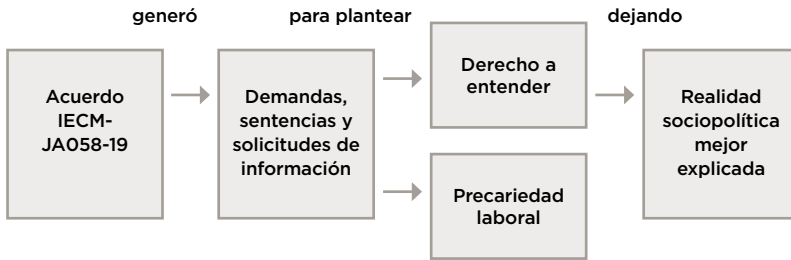 generó para plantear dejando
Acuerdo
IECM-
JA058-19
Demandas,
sentencias y
solicitudes de
información
Derecho a
entender
Precariedad
laboral
Realidad
sociopolítica
mejor
explicada